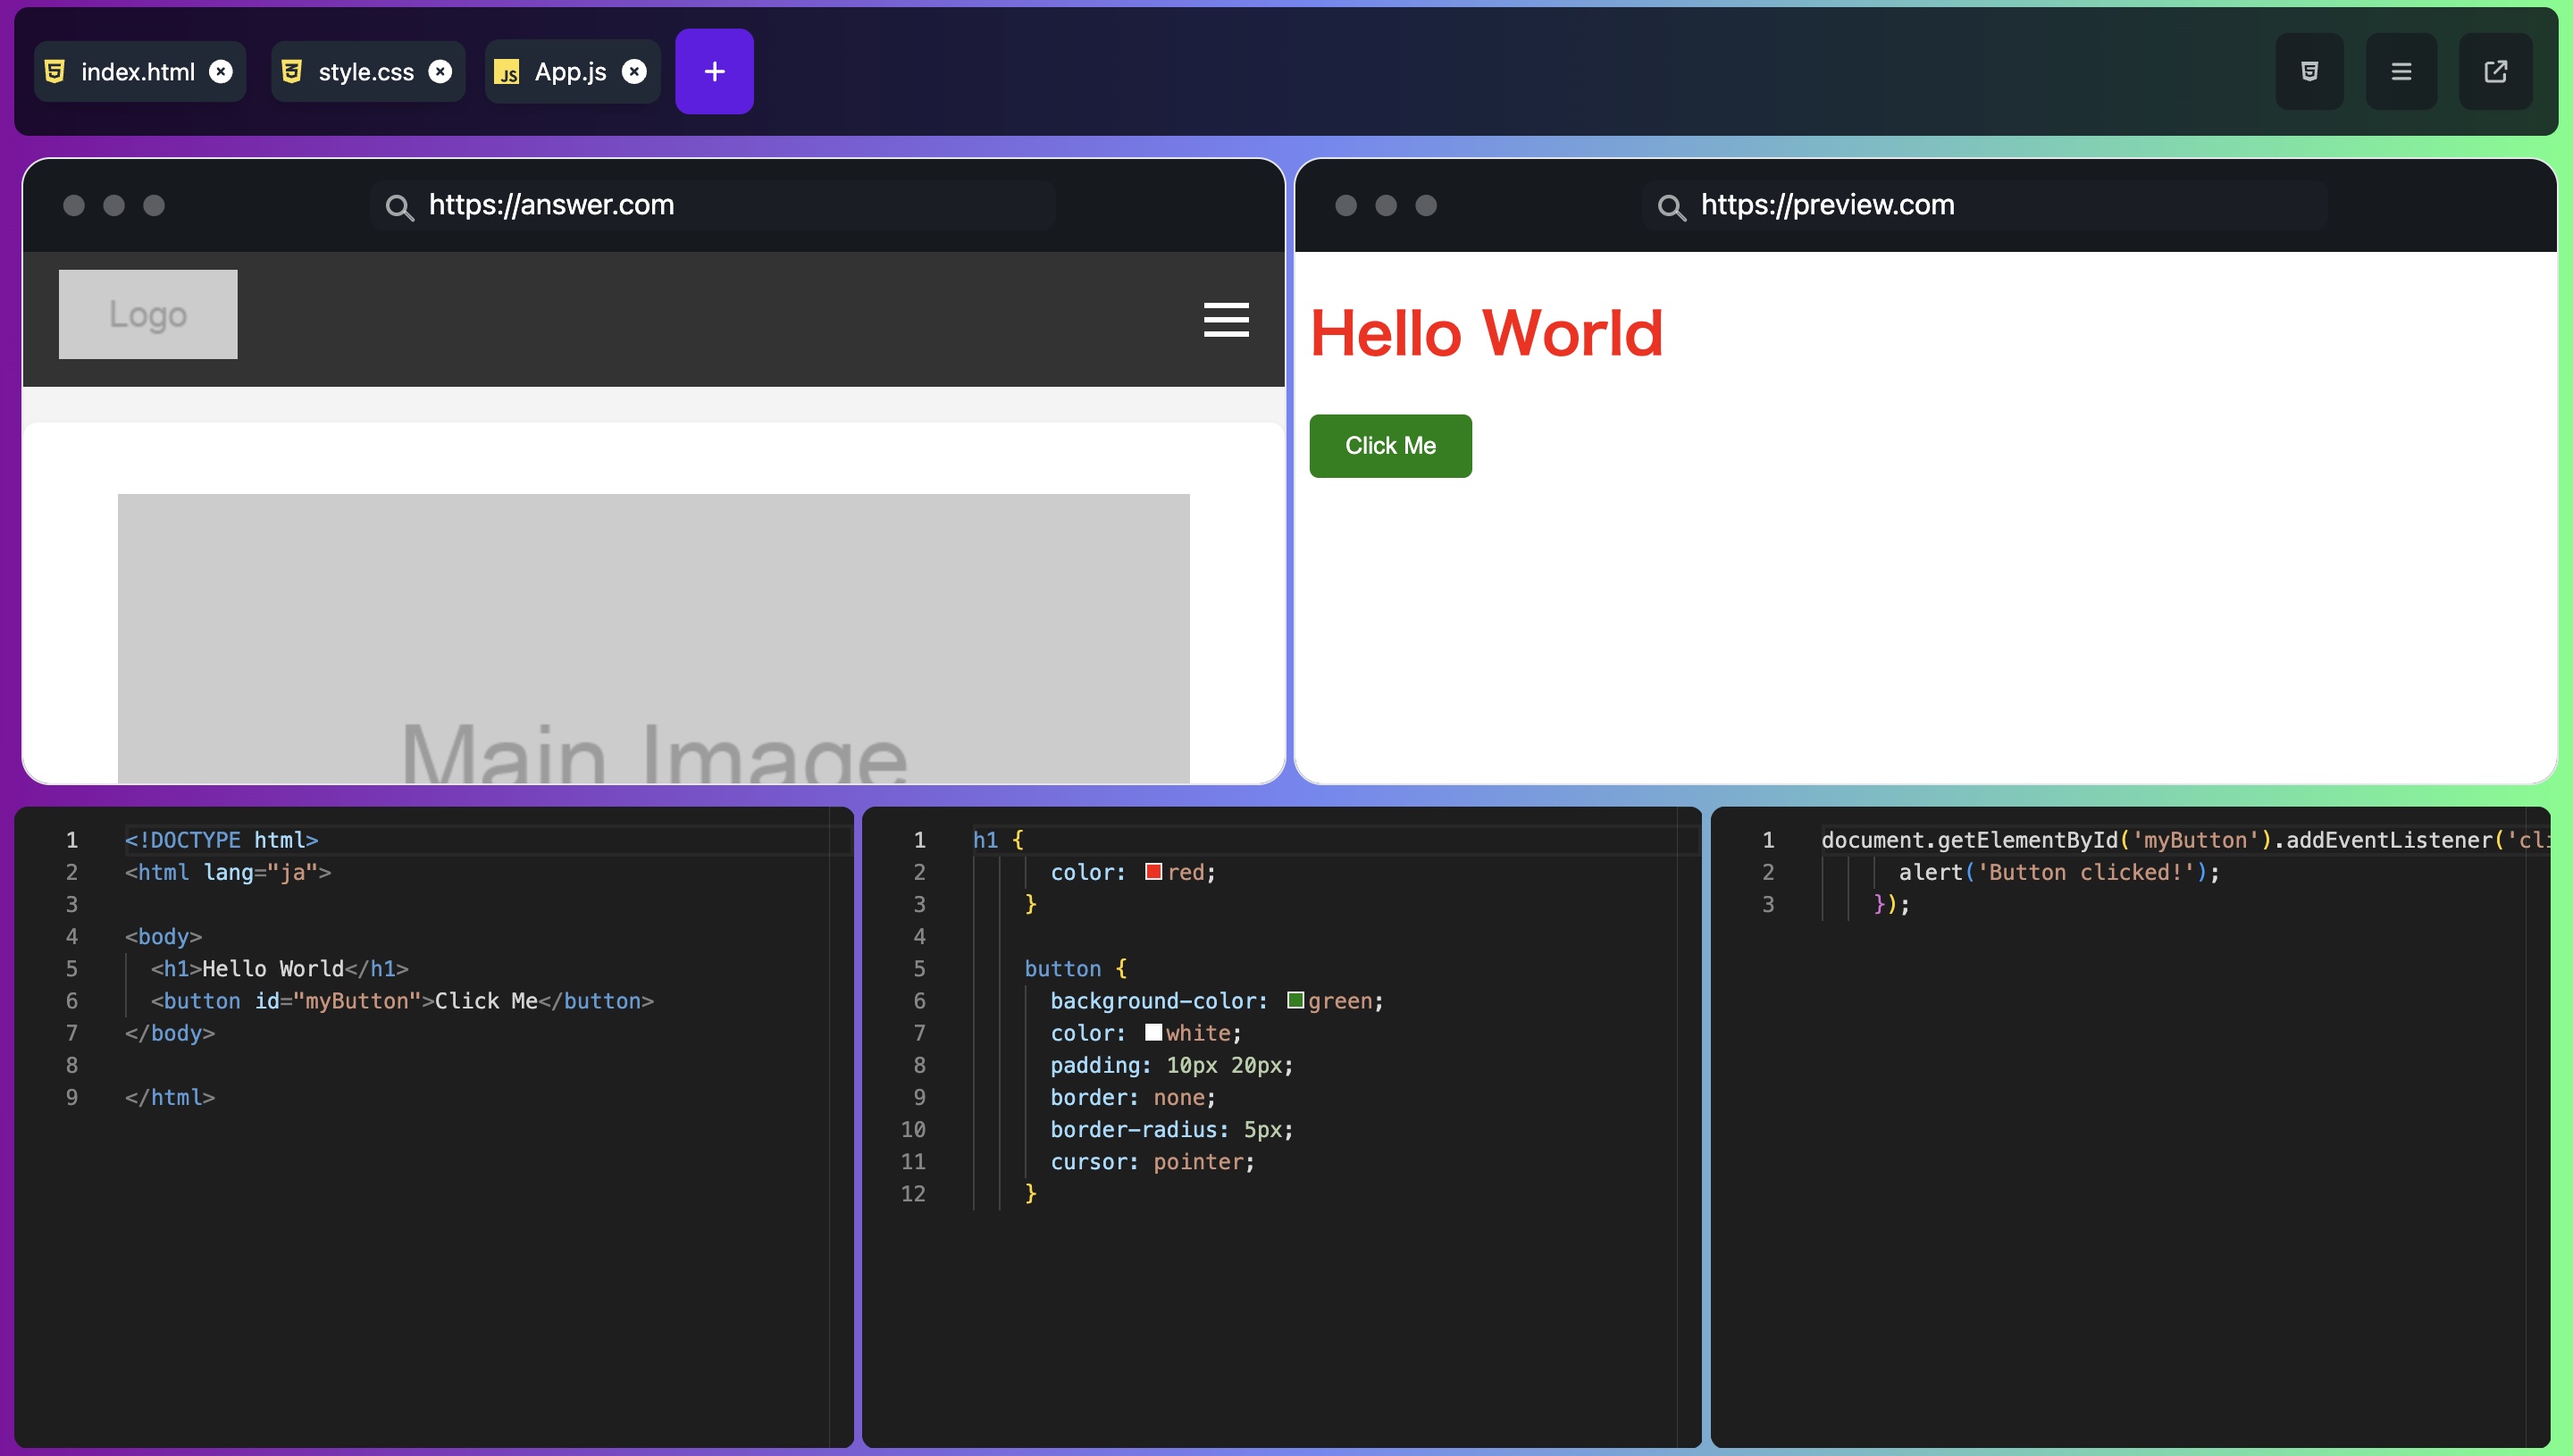 index.html
style.css
JS App.js
+
https://answer.com
https://preview.com
Logo
Main Image
Hello World
Click Me
1 <!DOCTYPE html>
2 <html lang="ja">
3
4 <body>
5 <h1>Hello World</h1>
6 <button id="myButton">Click Me</button>
7 </body>
8
9 </html>
1 h1 {
2 color: red;
3 }
4
5 button {
6 background-color: green;
7 color: white;
8 padding: 10px 20px;
9 border: none;
10 border-radius: 5px;
11 cursor: pointer;
12 }
1 document.getElementById('myButton').addEventListener('cli
2 alert('Button clicked!');
3 });